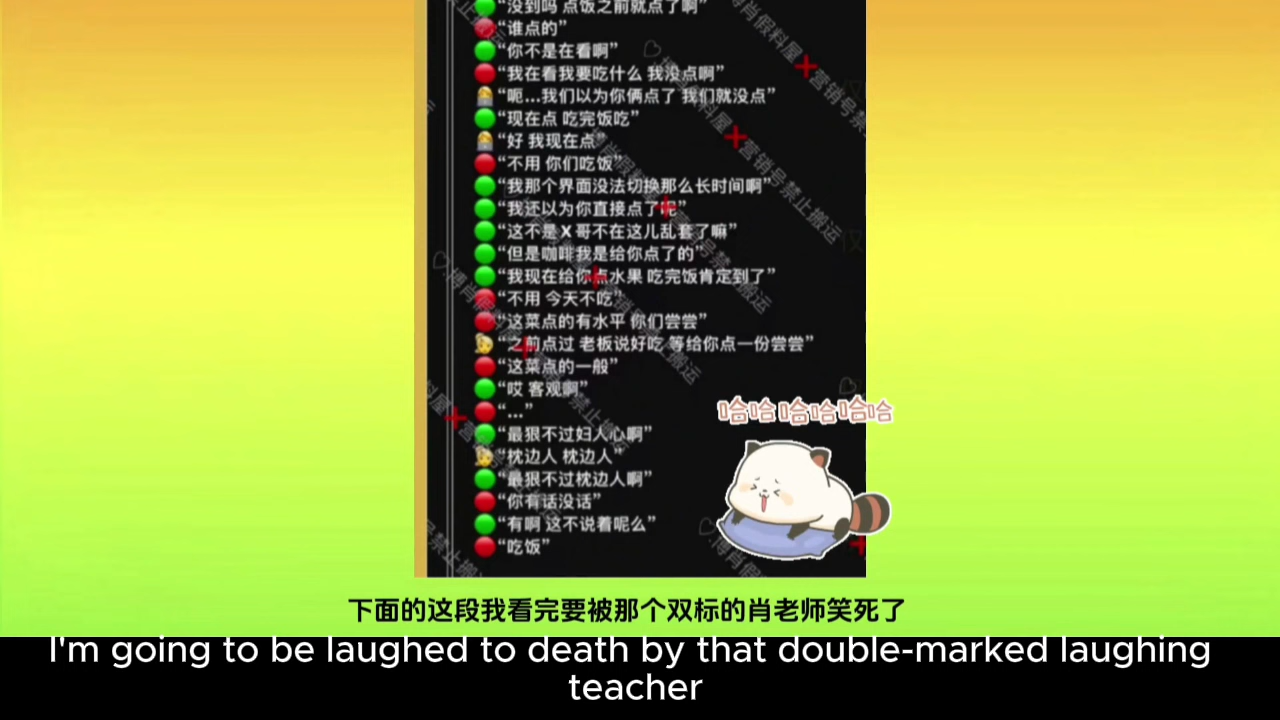 “没到吗 点饭之前就点了啊”
“谁点的”
“你不是在看啊”
“我在看我要吃什么 我没点啊”
“呃...我们以为你俩点了 我们就没点”
“现在点 吃完饭吃”
“好 我现在点”
“不用 你们吃饭”
“我那个界面没法切换那么长时间啊”
“我还以为你直接点了呢”
“这不是X哥不在这儿乱套了嘛”
“但是咖啡我是给你点了的”
“我现在给你点水果 吃完饭肯定到了”
“不用 今天不吃”
“这菜点的有水平 你们尝尝”
“之前点过 老板说好吃 等给你点一份尝尝”
“这菜点的一般”
“哎 客观啊”
“...”
“最狠不过妇人心啊”
“枕边人 枕边人”
“最狠不过枕边人啊”
“你有话没话”
“有啊 这不说着呢么”
“吃饭”
哈哈哈哈哈哈
博肖假料屋 营销号禁止搬运
下面的这段我看完要被那个双标的肖老师笑死了
I'm going to be laughed to death by that double-marked laughing
teacher